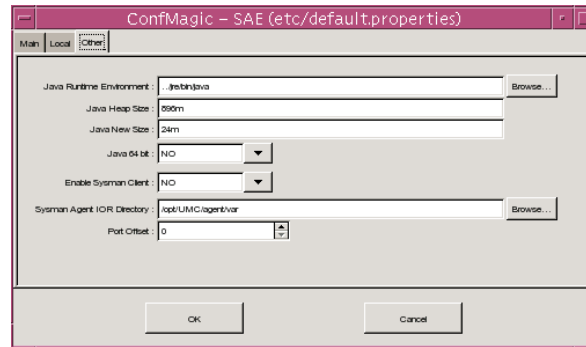 ConfMagic – SAE (etc/default.properties)
Main Local Other
Java Runtime Environment : ../jre/bin/java Browse...
Java Heap Size : 896m
Java New Size : 24m
Java 64 bit : NO
Enable Sysman Client : NO
Sysman Agent IOR Directory : /opt/UMC/agent/var Browse...
Port Offset : 0
OK Cancel